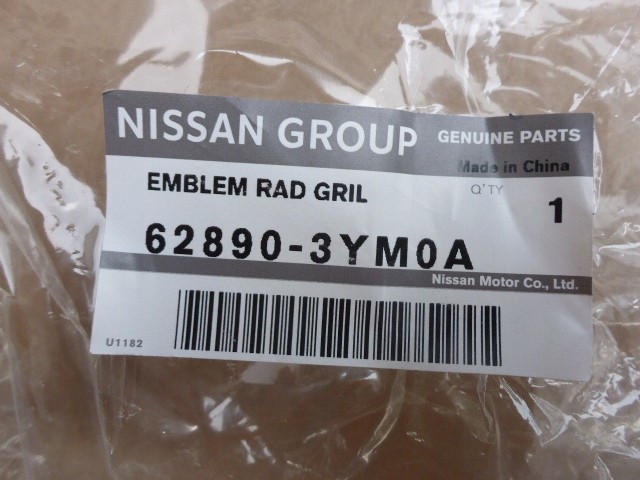 NISSAN GROUP GENUINE PARTS
Made in China
EMBLEM RAD GRIL Q'TY
62890-3YM0A 1
Nissan Motor Co., Ltd.
U1182